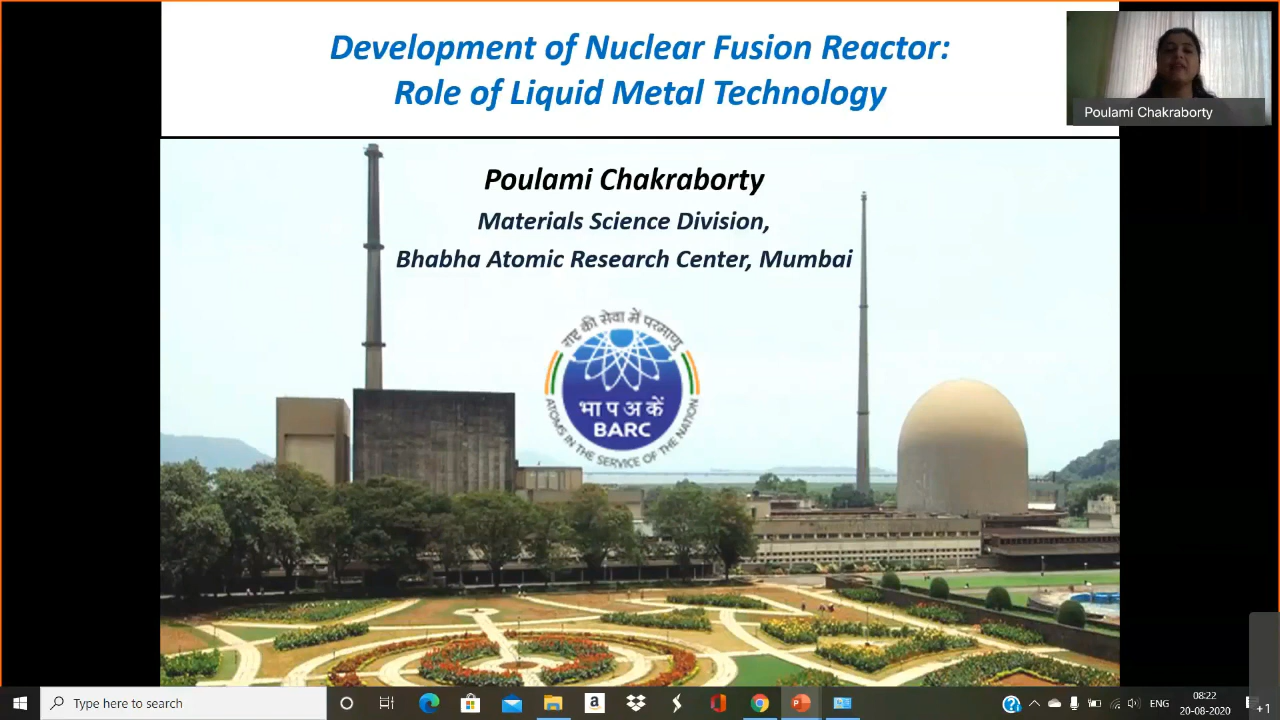 Development of Nuclear Fusion Reactor:
Role of Liquid Metal Technology
Poulami Chakraborty
Poulami Chakraborty
Materials Science Division,
Bhabha Atomic Research Center, Mumbai
राष्ट्र की सेवा में परमाणु
भा प अ कें
BARC
ATOMS IN THE SERVICE OF THE NATION
Type here to search
a
ENG
08:22
20-08-2020
+1